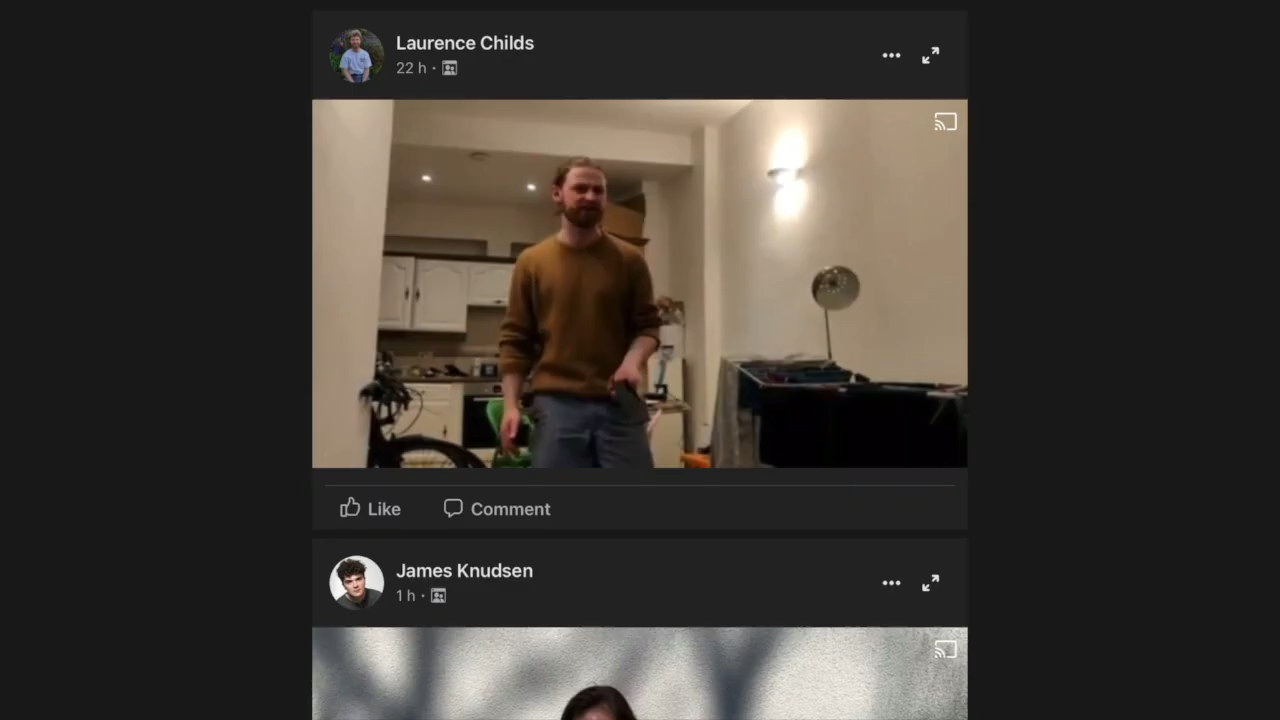 Laurence Childs
22 h ·
Like
Comment
James Knudsen
1 h ·